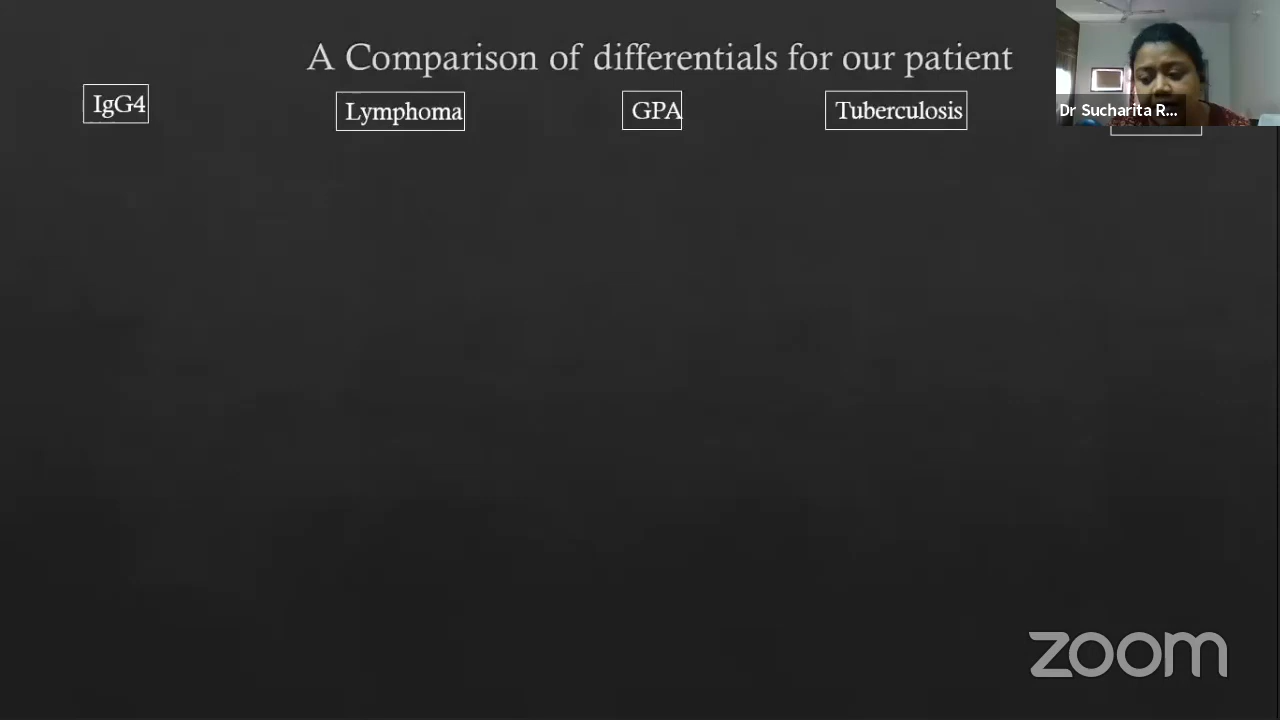 A Comparison of differentials for our patient
IgG4
Lymphoma
GPA
Tuberculosis
Dr Sucharita R...
zoom